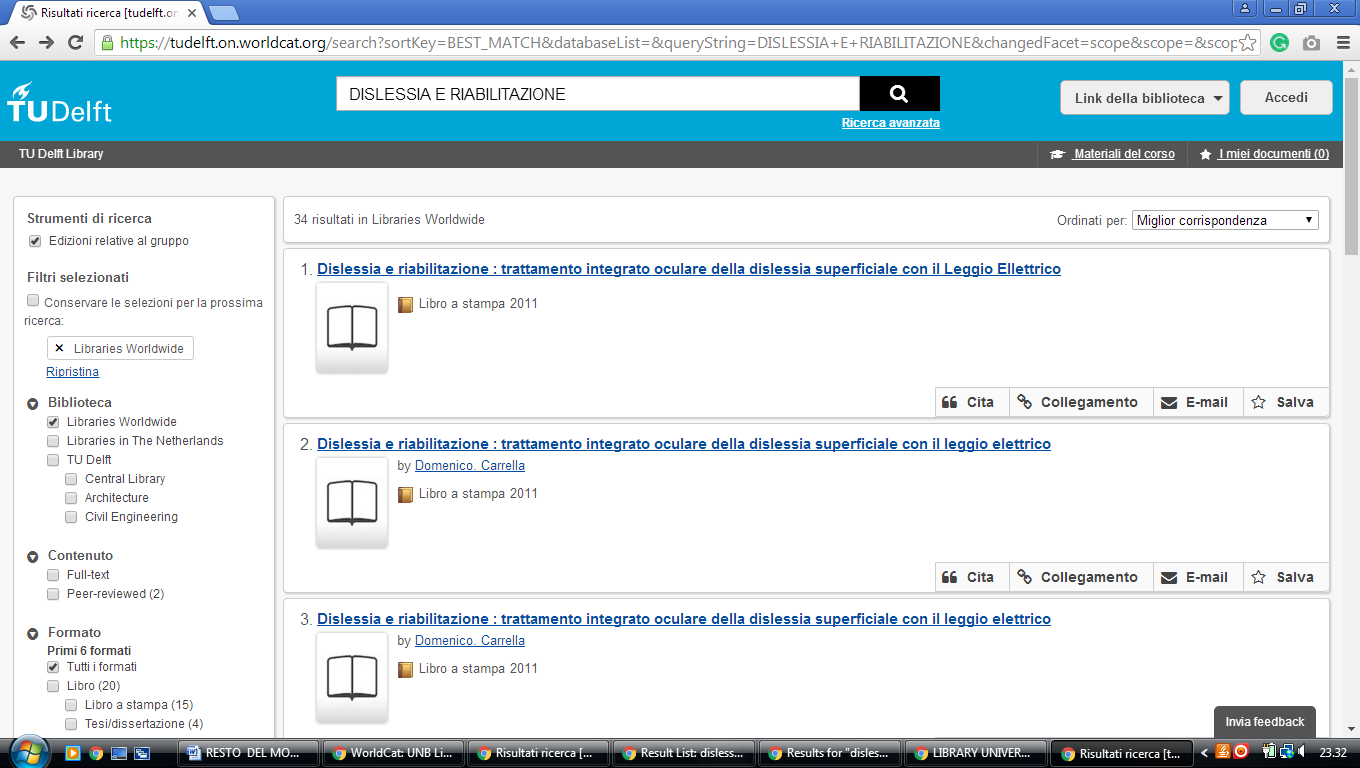 Risultati ricerca [tudelft.on
https://tudelft.on.worldcat.org/search?sortKey=BEST_MATCH&databaseList=&queryString=DISLESSIA+E+RIABILITAZIONE&changedFacet=scope&scope=&scop
TU Delft
DISLESSIA E RIABILITAZIONE
Ricerca avanzata
Link della biblioteca
Accedi
TU Delft Library
Materiali del corso
I miei documenti (0)
Strumenti di ricerca
Edizioni relative al gruppo
Filtri selezionati
Conservare le selezioni per la prossima
ricerca:
Libraries Worldwide
Ripristina
Biblioteca
Libraries Worldwide
Libraries in The Netherlands
TU Delft
Central Library
Architecture
Civil Engineering
Contenuto
Full-text
Peer-reviewed (2)
Formato
Primi 6 formati
Tutti i formati
Libro (20)
Libro a stampa (15)
Tesi/dissertazione (4)
34 risultati in Libraries Worldwide
Ordinati per: Miglior corrispondenza
1. Dislessia e riabilitazione : trattamento integrato oculare della dislessia superficiale con il Leggio Ellettrico
Libro a stampa 2011
Cita Collegamento E-mail Salva
2. Dislessia e riabilitazione : trattamento integrato oculare della dislessia superficiale con il leggio elettrico
by Domenico. Carrella
Libro a stampa 2011
Cita Collegamento E-mail Salva
3. Dislessia e riabilitazione : trattamento integrato oculare della dislessia superficiale con il leggio elettrico
by Domenico. Carrella
Libro a stampa 2011
Invia feedback
RESTO DEL MO...
WorldCat: UNB Li...
Risultati ricerca [...
Result List: disless...
Results for "disles...
LIBRARY UNIVER...
Risultati ricerca [t...
23.32